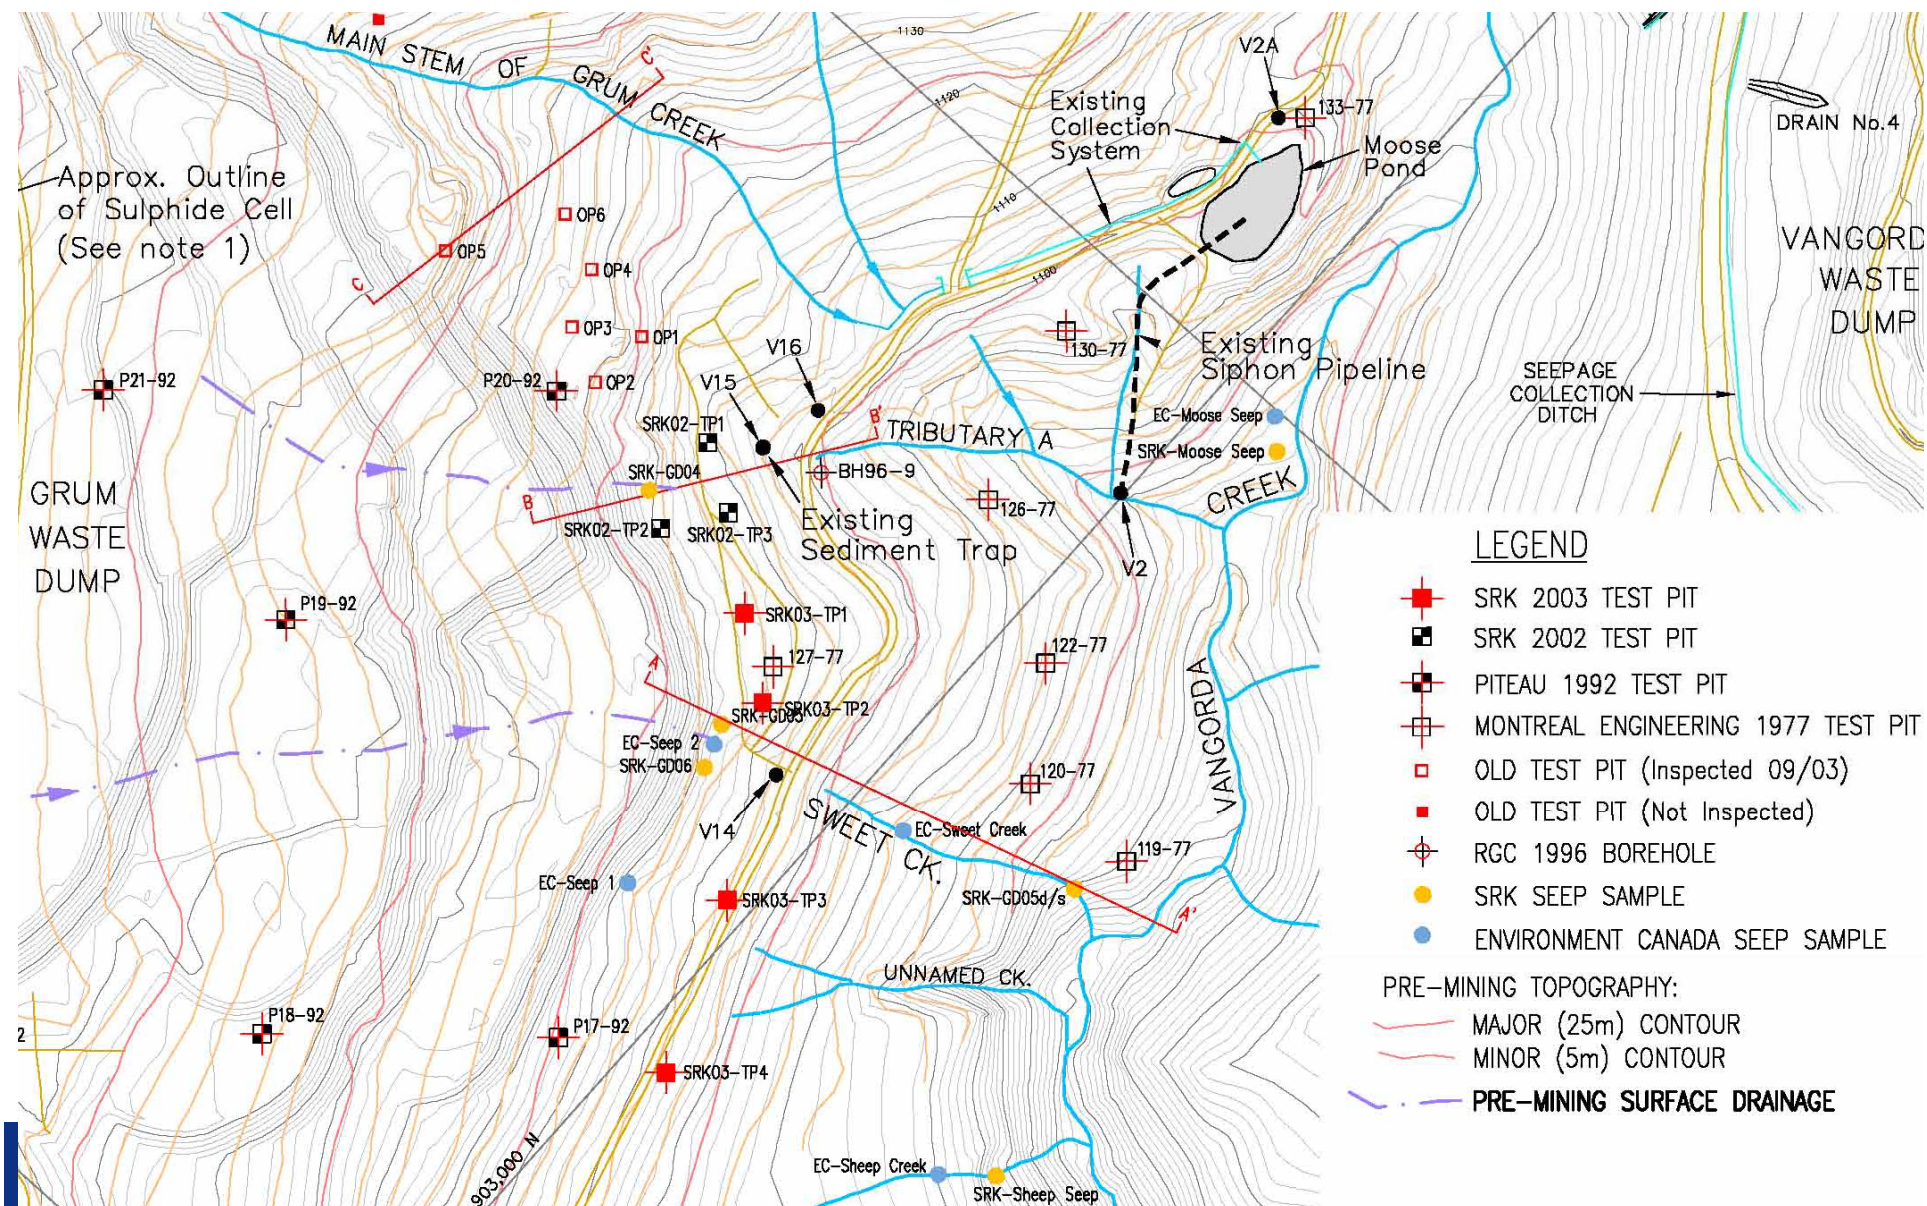 MAIN STEM OF GRUM CREEK
C'
1130
V2A
1120
Existing
Collection
System
133-77
Moose
Pond
DRAIN No.4
Approx. Outline
of Sulphide Cell
(See note 1)
OP6
1110
OP5
OP4
1100
C
VANGORD
WASTE
DUMP
OP3
OP1
V16
130-77
Existing
Siphon Pipeline
P21-92
P20-92
OP2
V15
SEEPAGE
COLLECTION
DITCH
SRK02-TP1
B'
TRIBUTARY A
EC-Moose Seep
SRK-Moose Seep
SRK-GD04
BH96-9
GRUM
WASTE
DUMP
B
126-77
CREEK
SRK02-TP2
SRK02-TP3
Existing
Sediment Trap
V2
P19-92
SRK03-TP1
127-77
122-77
A
VANGORDA
SRK03-TP2
SRK-GD05
EC-Seep 2
SRK-GD06
120-77
V14
SWEET CK.
EC-Sweet Creek
119-77
EC-Seep 1
SRK03-TP3
SRK-GD05d/s
A'
UNNAMED CK.
P18-92
P17-92
2
SRK03-TP4
903,000 N
EC-Sheep Creek
SRK-Sheep Seep
LEGEND
SRK 2003 TEST PIT
SRK 2002 TEST PIT
PITEAU 1992 TEST PIT
MONTREAL ENGINEERING 1977 TEST PIT
OLD TEST PIT (Inspected 09/03)
OLD TEST PIT (Not Inspected)
RGC 1996 BOREHOLE
SRK SEEP SAMPLE
ENVIRONMENT CANADA SEEP SAMPLE
PRE-MINING TOPOGRAPHY:
MAJOR (25m) CONTOUR
MINOR (5m) CONTOUR
PRE-MINING SURFACE DRAINAGE